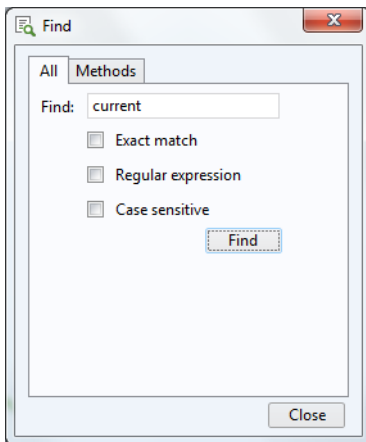 Find
All Methods
Find: current
Exact match
Regular expression
Case sensitive
Find
Close